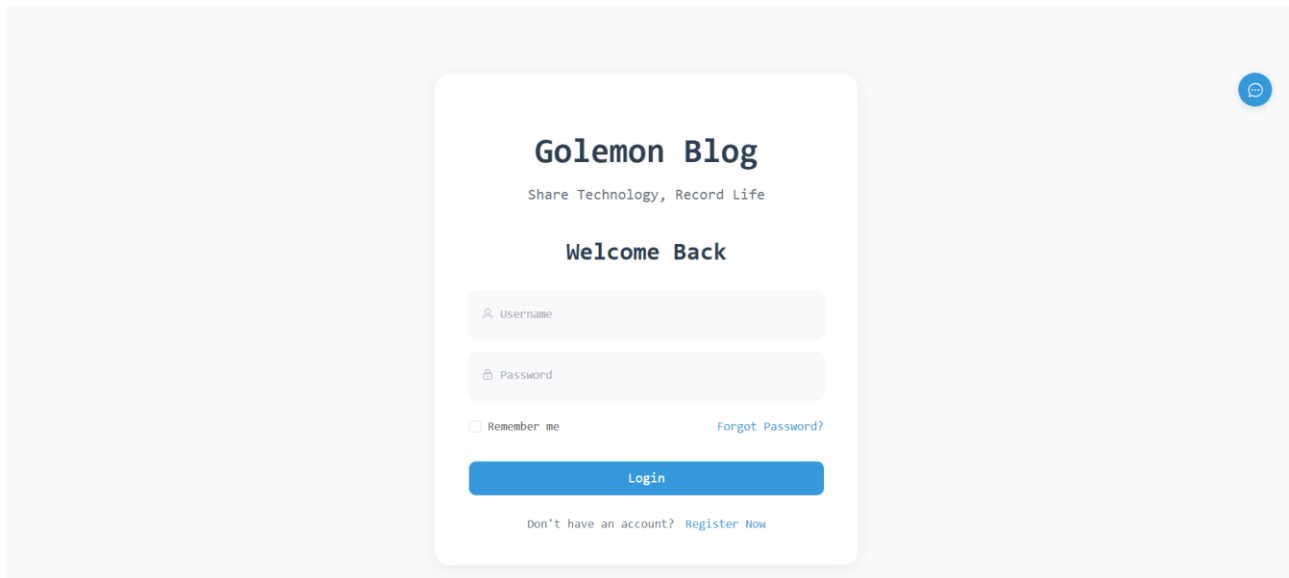 Golemon Blog
Share Technology, Record Life
Welcome Back
Username
Password
Remember me Forgot Password?
Login
Don't have an account? Register Now